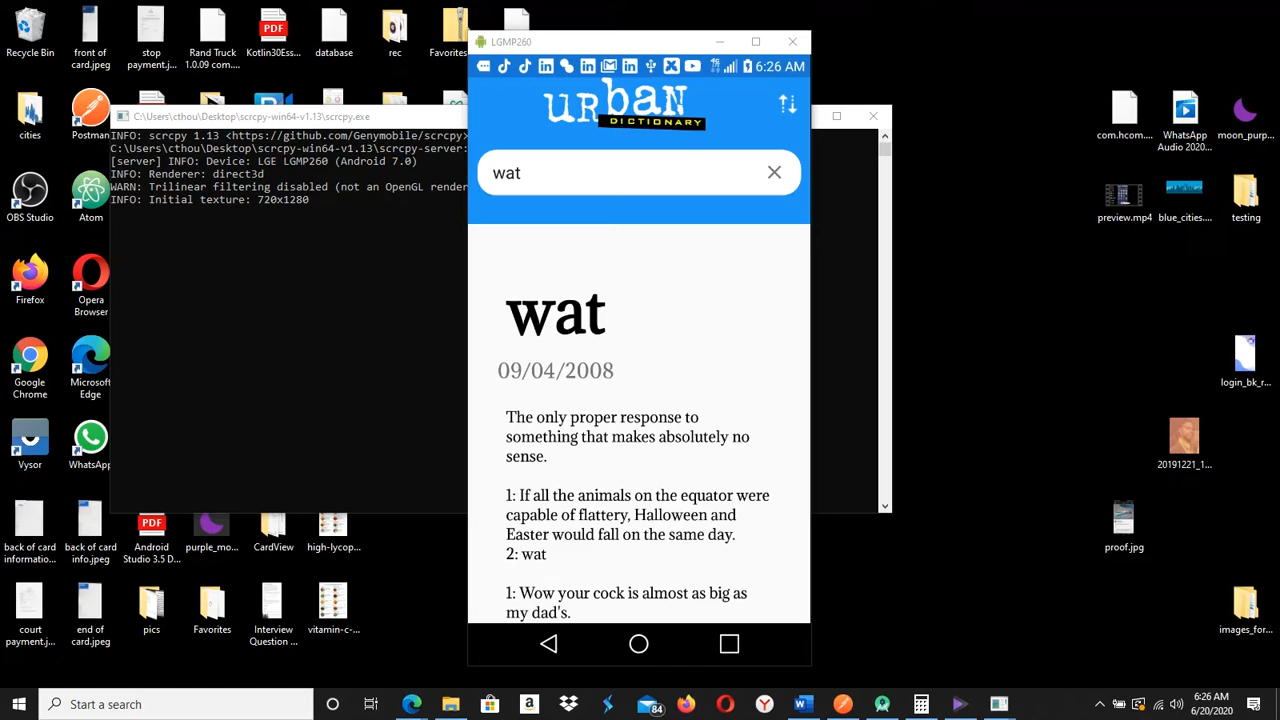 Recycle Bin
front of
card.jpeg
stop
payment.j...
Rand Truck
1.0.09 com....
PDF
Kotlin30Ess...
database
rec
Favorites
cities
Postman
OBS Studio
Atom
Firefox
Opera
Browser
Google
Chrome
Microsoft
Edge
Vysor
WhatsApp
back of card
informatio...
back of card
info.jpeg
PDF
Android
Studio 3.5 D...
purple_mo...
CardView
high-lycop...
court
payment.j...
end of
card.jpeg
pics
Favorites
Interview
Question ...
vitamin-c-...
C:\Users\cthou\Desktop\scrcpy-win64-v1.13\scrcpy.exe
INFO: scrcpy 1.13 <https://github.com/Genymobile/scrcpy>
C:\Users\cthou\Desktop\scrcpy-win64-v1.13\scrcpy-server:
[server] INFO: Device: LGE LGMP260 (Android 7.0)
INFO: Renderer: direct3d
WARN: Trilinear filtering disabled (not an OpenGL render
INFO: Initial texture: 720x1280
LGMP260
6:26 AM
urban
DICTIONARY
wat
wat
09/04/2008
The only proper response to
something that makes absolutely no
sense.
1: If all the animals on the equator were
capable of flattery, Halloween and
Easter would fall on the same day.
2: wat
1: Wow your cock is almost as big as
my dad's.
com.hcom...
WhatsApp
Audio 2020...
moon_purp...
preview.mp4
blue_cities....
testing
login_bk_r...
20191221_1...
proof.jpg
images_for...
Start a search
84
6:26 AM
6/20/2020